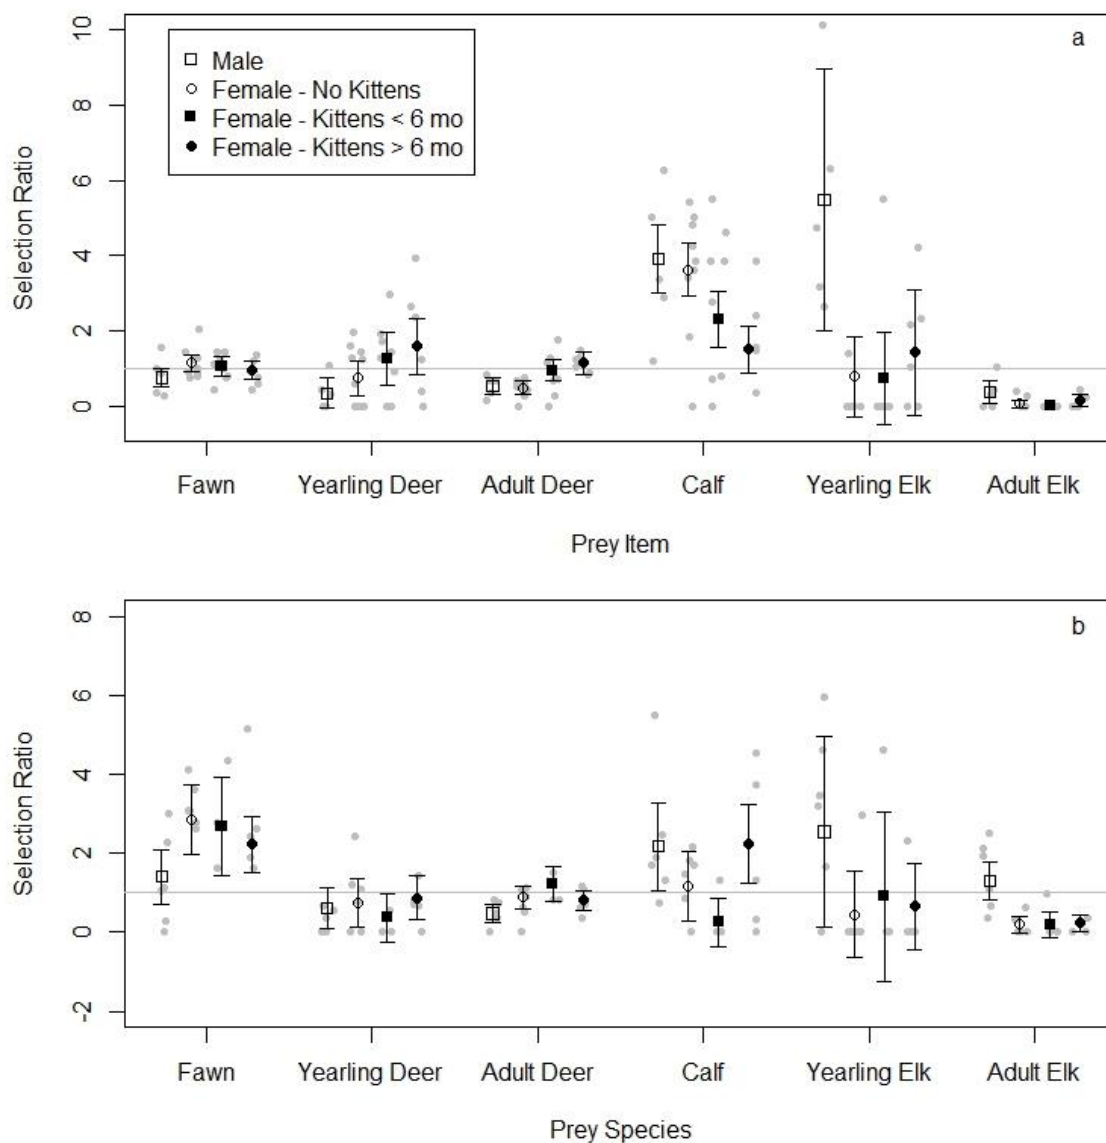 a
Male
Female - No Kittens
Female - Kittens < 6 mo
Female - Kittens > 6 mo
Selection Ratio
10
8
6
4
2
0
Fawn Yearling Deer Adult Deer Calf Yearling Elk Adult Elk
Prey Item
b
Selection Ratio
8
6
4
2
0
-2
Fawn Yearling Deer Adult Deer Calf Yearling Elk Adult Elk
Prey Species